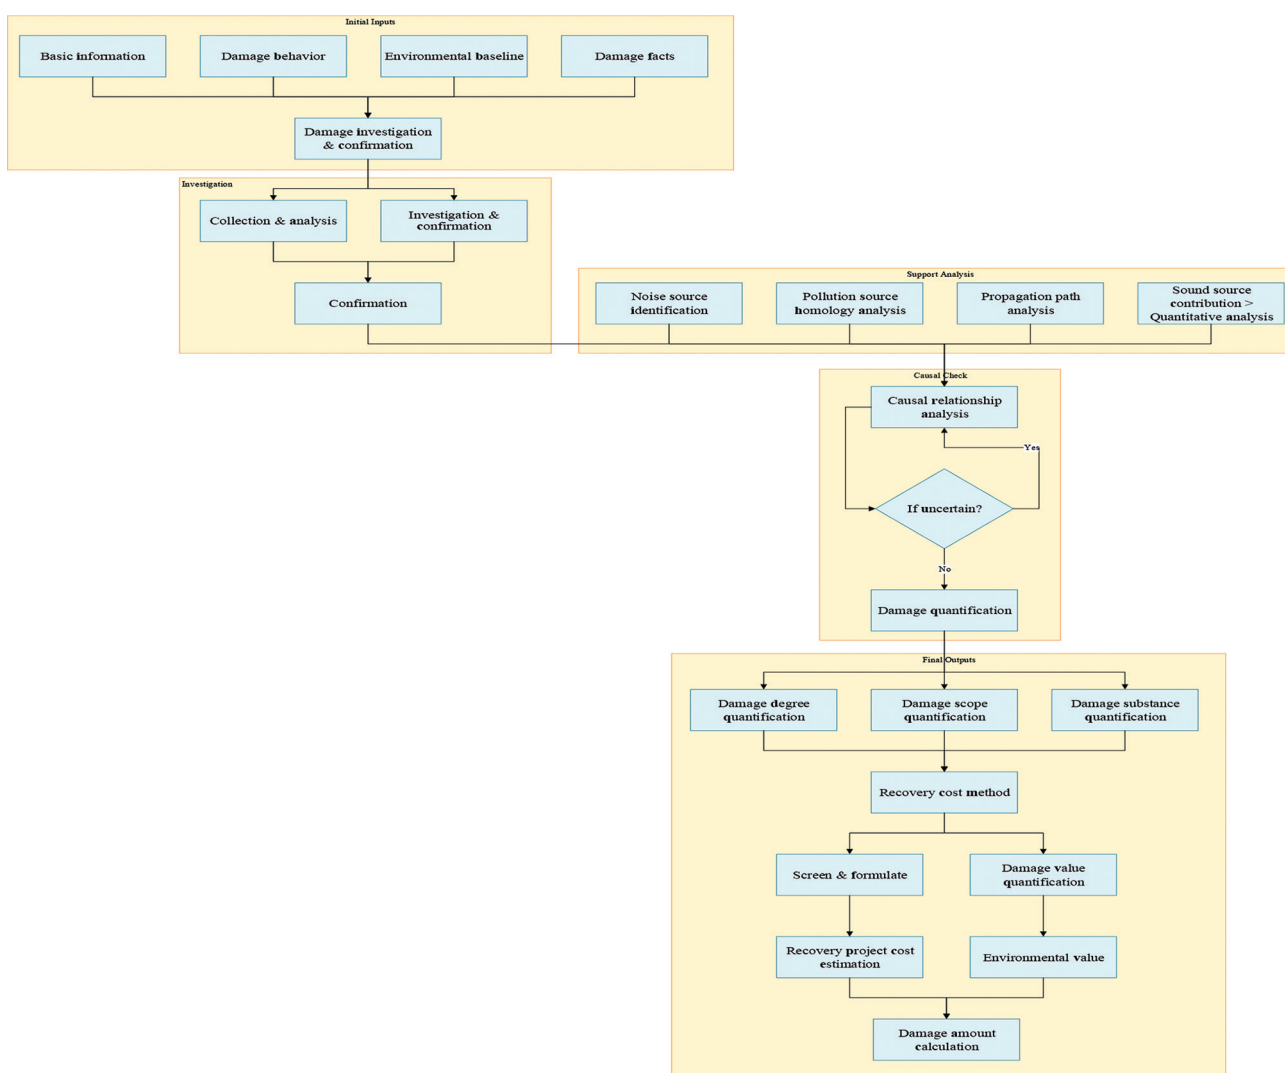 Initial Inputs
Basic information
Damage behavior
Environmental baseline
Damage facts
Damage investigation
& confirmation
Investigation
Collection & analysis
Investigation &
confirmation
Confirmation
Support Analysis
Noise source
identification
Pollution source
homology analysis
Propagation path
analysis
Sound source
contribution >
Quantitative analysis
Causal Check
Causal relationship
analysis
Yes
If uncertain?
No
Damage quantification
Final Outputs
Damage degree
quantification
Damage scope
quantification
Damage substance
quantification
Recovery cost method
Screen & formulate
Damage value
quantification
Recovery project cost
estimation
Environmental value
Damage amount
calculation